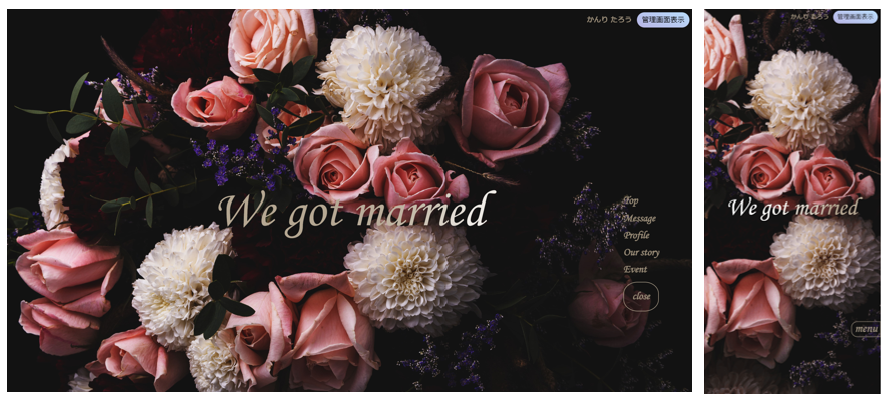 かんり たろう 管理画面表示
We got married
Top
Message
Profile
Our story
Event
close
かんり たろう 管理画面表示
We got married
menu